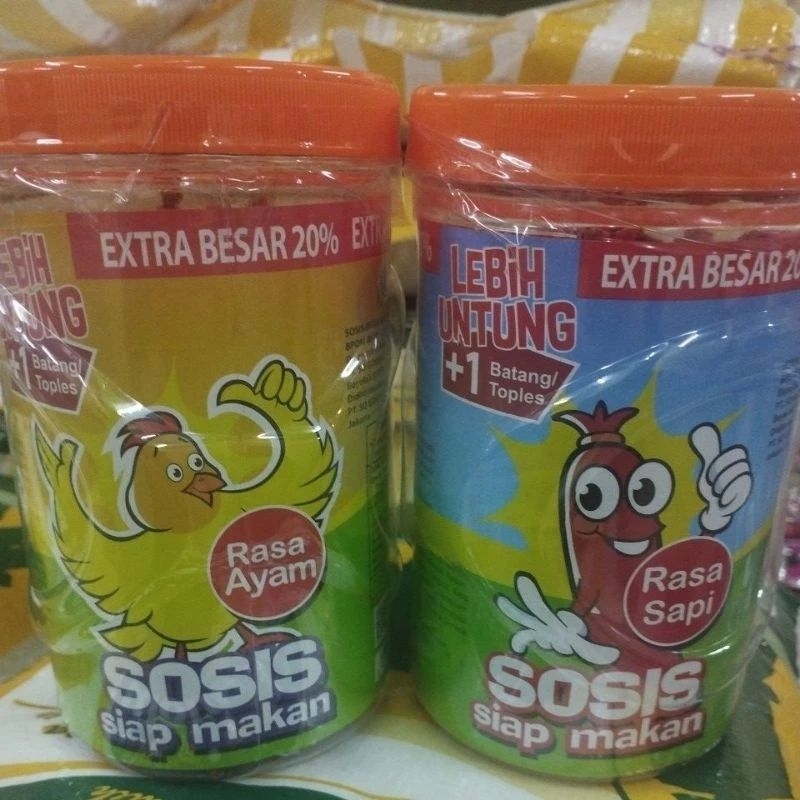 EXTRA BESAR 20%
LEBIH
UNTUNG
+1 Batang/
Toples
Rasa
Ayam
SOSIS
siap makan
LEBIH
UNTUNG
+1 Batang/
Toples
EXTRA BESAR 20
Rasa
Sapi
SOSIS
siap makan